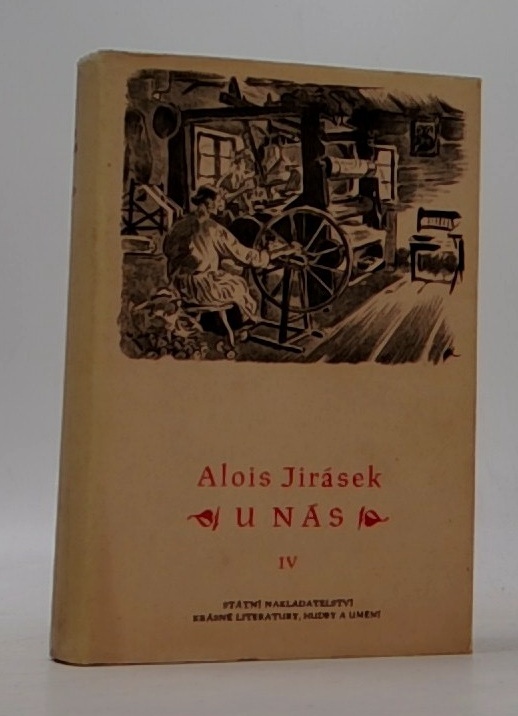 Alois Jirásek
U NÁS
IV
STÁTNÍ NAKLADATELSTVÍ
KRÁSNÉ LITERATURY, HUDBY A UMĚNÍ